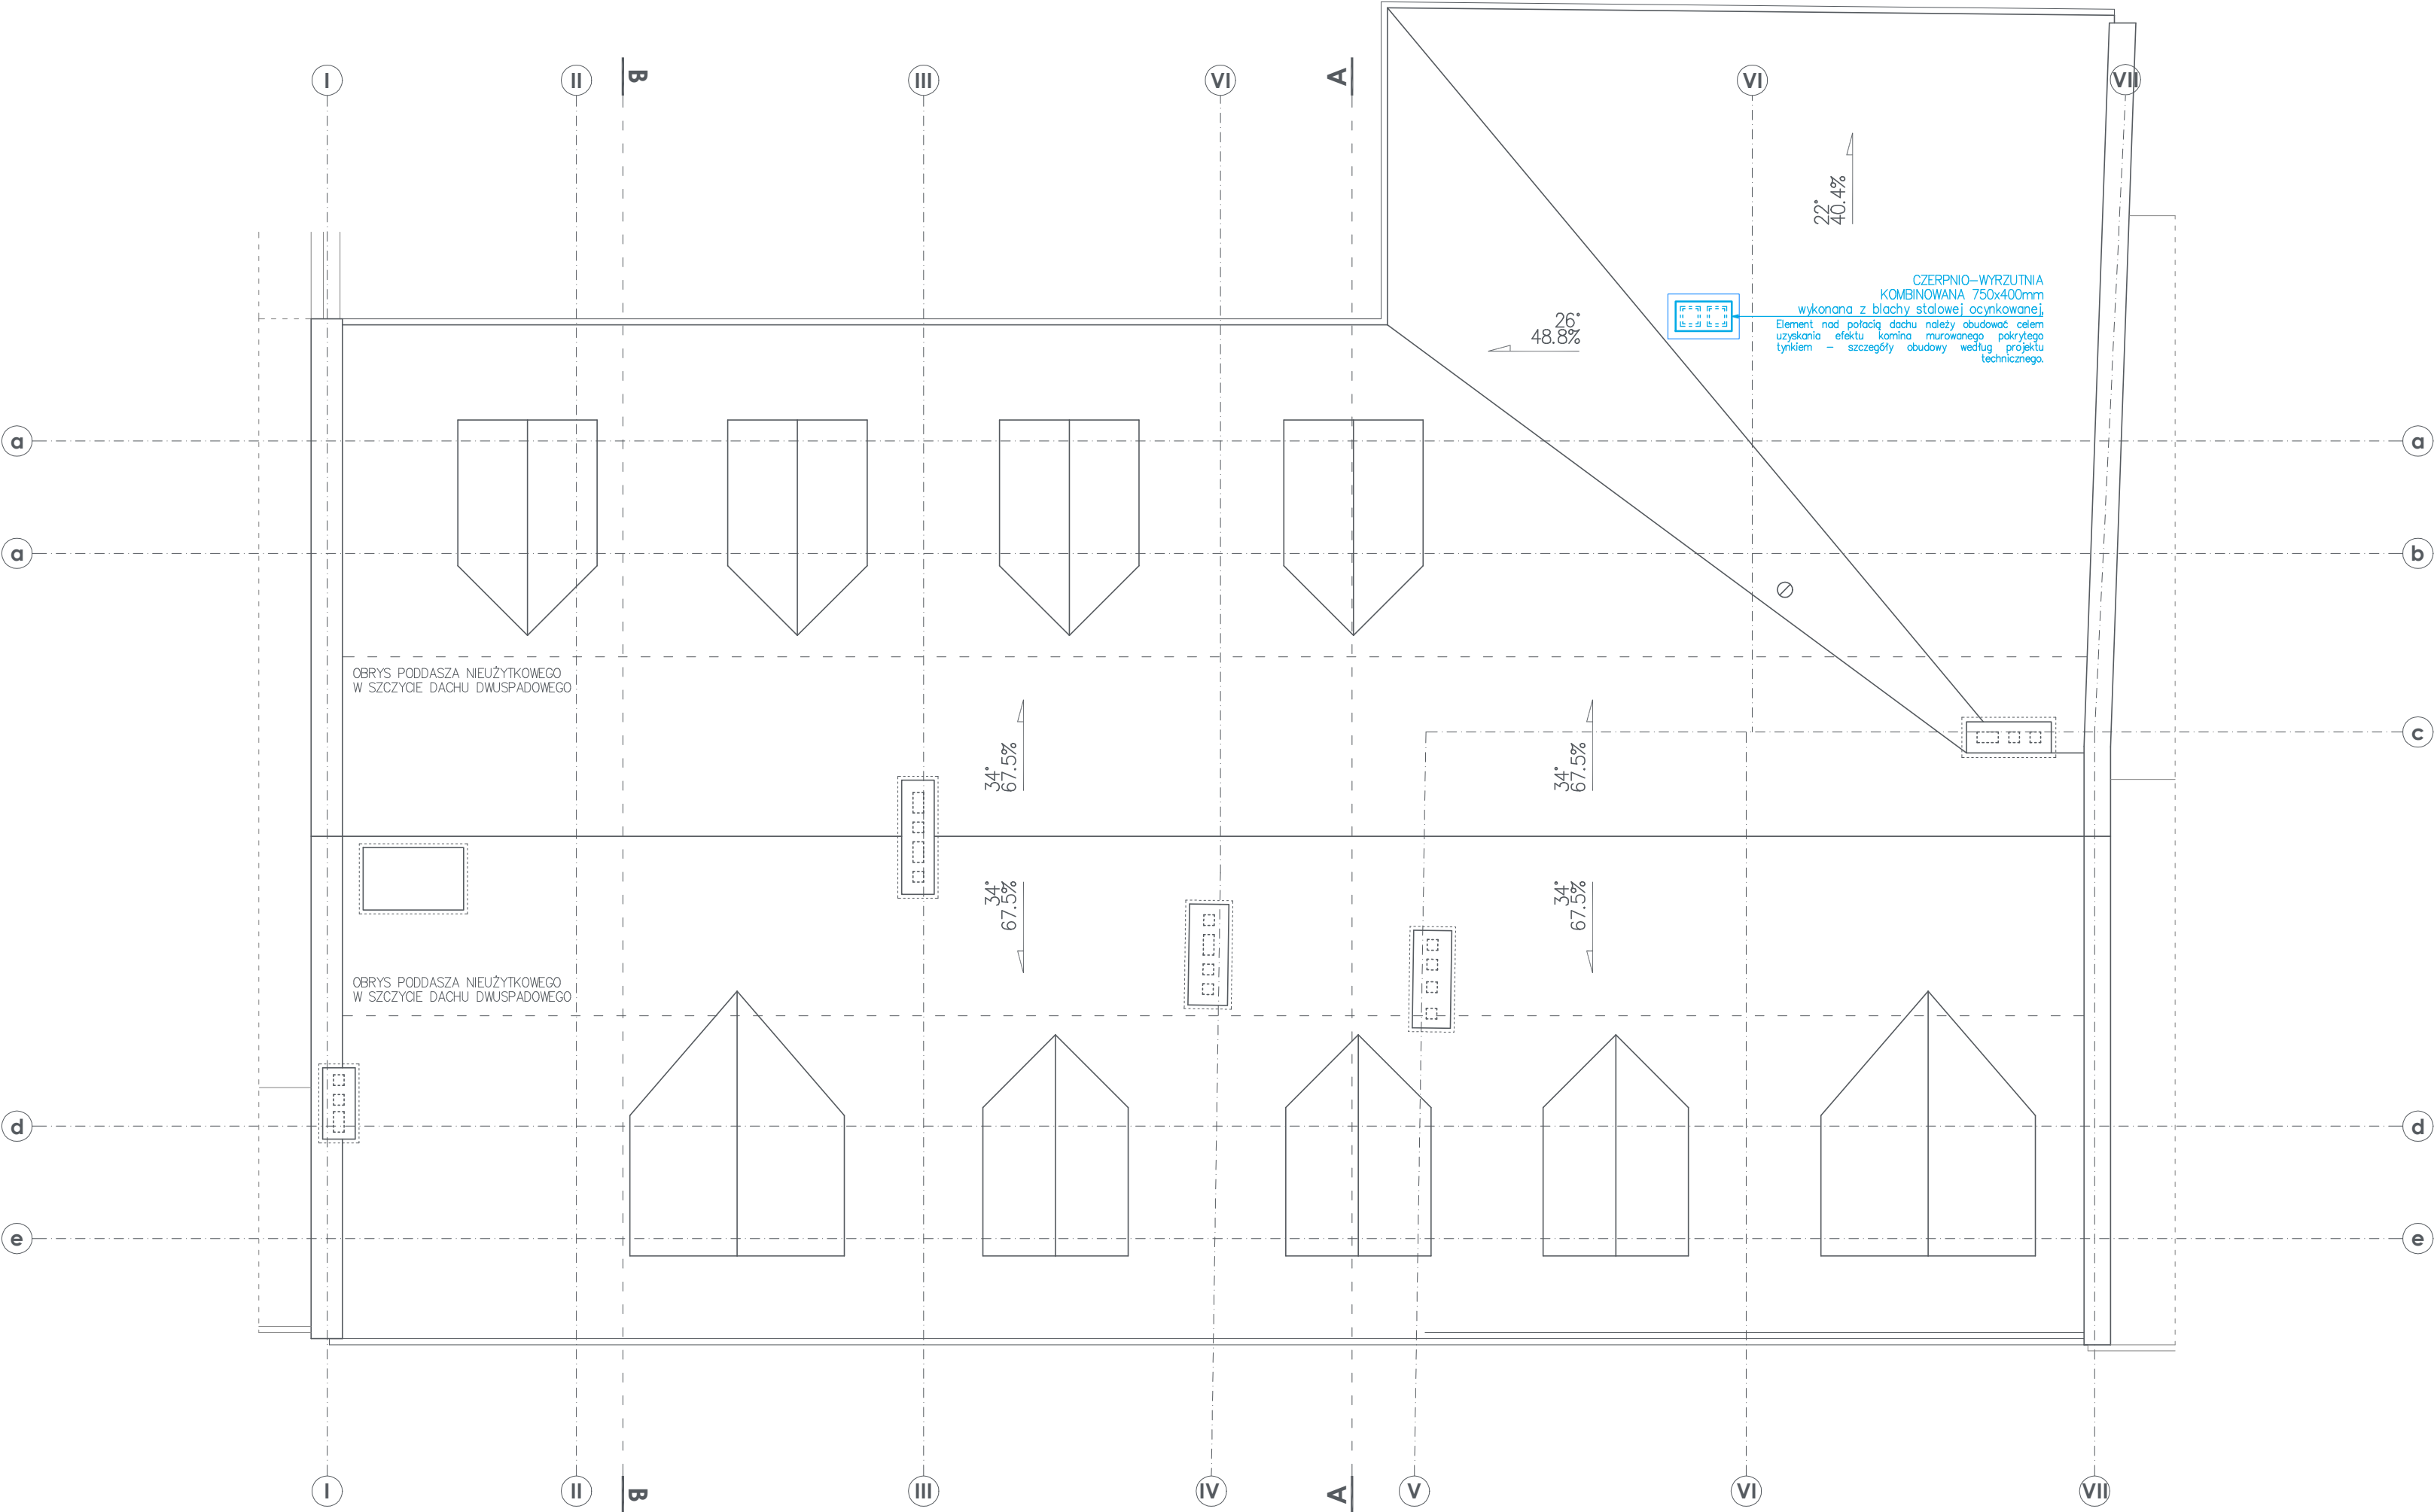 I
II
B
III
VI
A
VI
VII
22°
40.4%
CZERPNIO-WYRZUTNIA
KOMBINOWANA 750x400mm
wykonana z blachy stalowej ocynkowanej,
Element nad połacią dachu należy obudować celem
uzyskania efektu komina murowanego pokrytego
tynkiem – szczegóły obudowy według projektu
technicznego.
26°
48.8%
a
a
a
b
OBRYS PODDASZA NIEUŻYTKOWEGO
W SZCZYCIE DACHU DWUSPADOWEGO
c
34°
67.5%
34°
67.5%
34°
67.5%
34°
67.5%
OBRYS PODDASZA NIEUŻYTKOWEGO
W SZCZYCIE DACHU DWUSPADOWEGO
d
d
e
e
I
II
B
III
IV
A
V
VI
VII